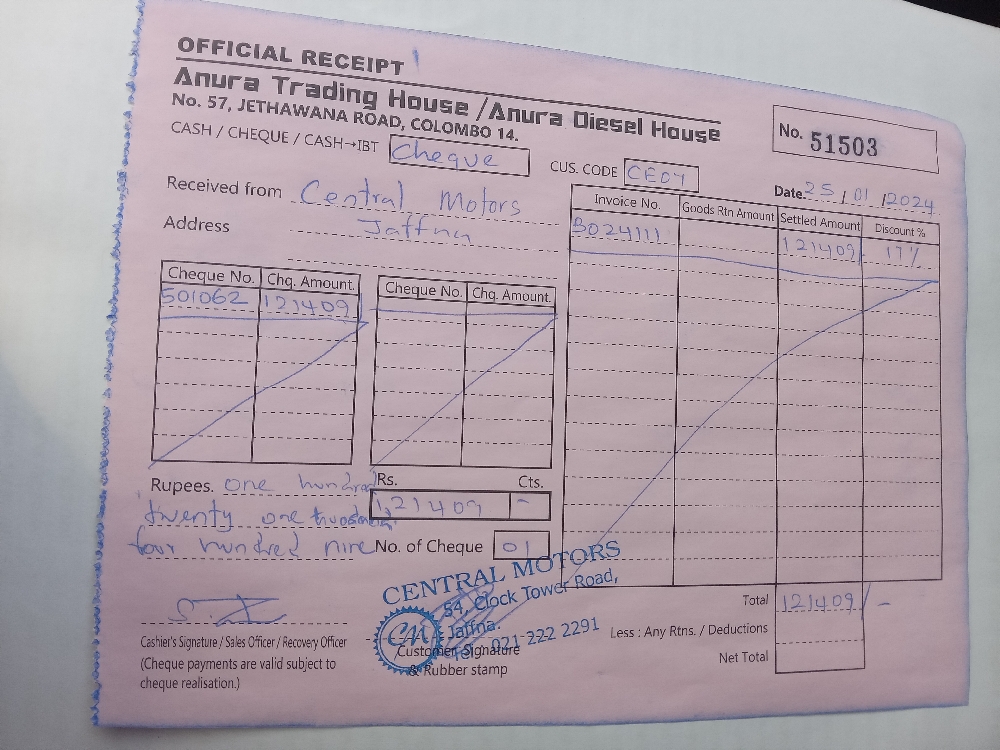 OFFICIAL RECEIPT
Anura Trading House / Anura Diesel House
No. 57, JETHAWANA ROAD, COLOMBO 14.
No. 51503
CASH / CHEQUE / CASH→IBT Cheque
CUS. CODE CE04
Date 25 / 01 / 2024
Received from Central Motors
Address Jaffna
Invoice No. Goods Rtn Amount Settled Amount Discount %
B024111 121409/ 17%
Cheque No. Chq. Amount. Cheque No. Chq. Amount.
501062 121409/
Rupees. one hundred
twenty one thousand
four hundred nine
Rs. Cts.
121409 -
No. of Cheque 01
CENTRAL MOTORS
54, Clock Tower Road,
Jaffna.
Tel: 021-222 2291
CM
Total 121409/-
Less : Any Rtns. / Deductions
Net Total
Cashier's Signature / Sales Officer / Recovery Officer
(Cheque payments are valid subject to
cheque realisation.)
Customer Signature
& Rubber stamp